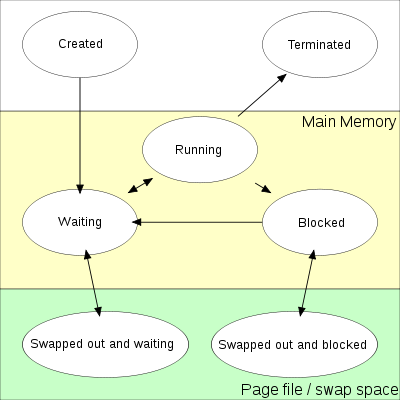 Created
Terminated
Main Memory
Running
Waiting
Blocked
Swapped out and waiting
Swapped out and blocked
Page file / swap space